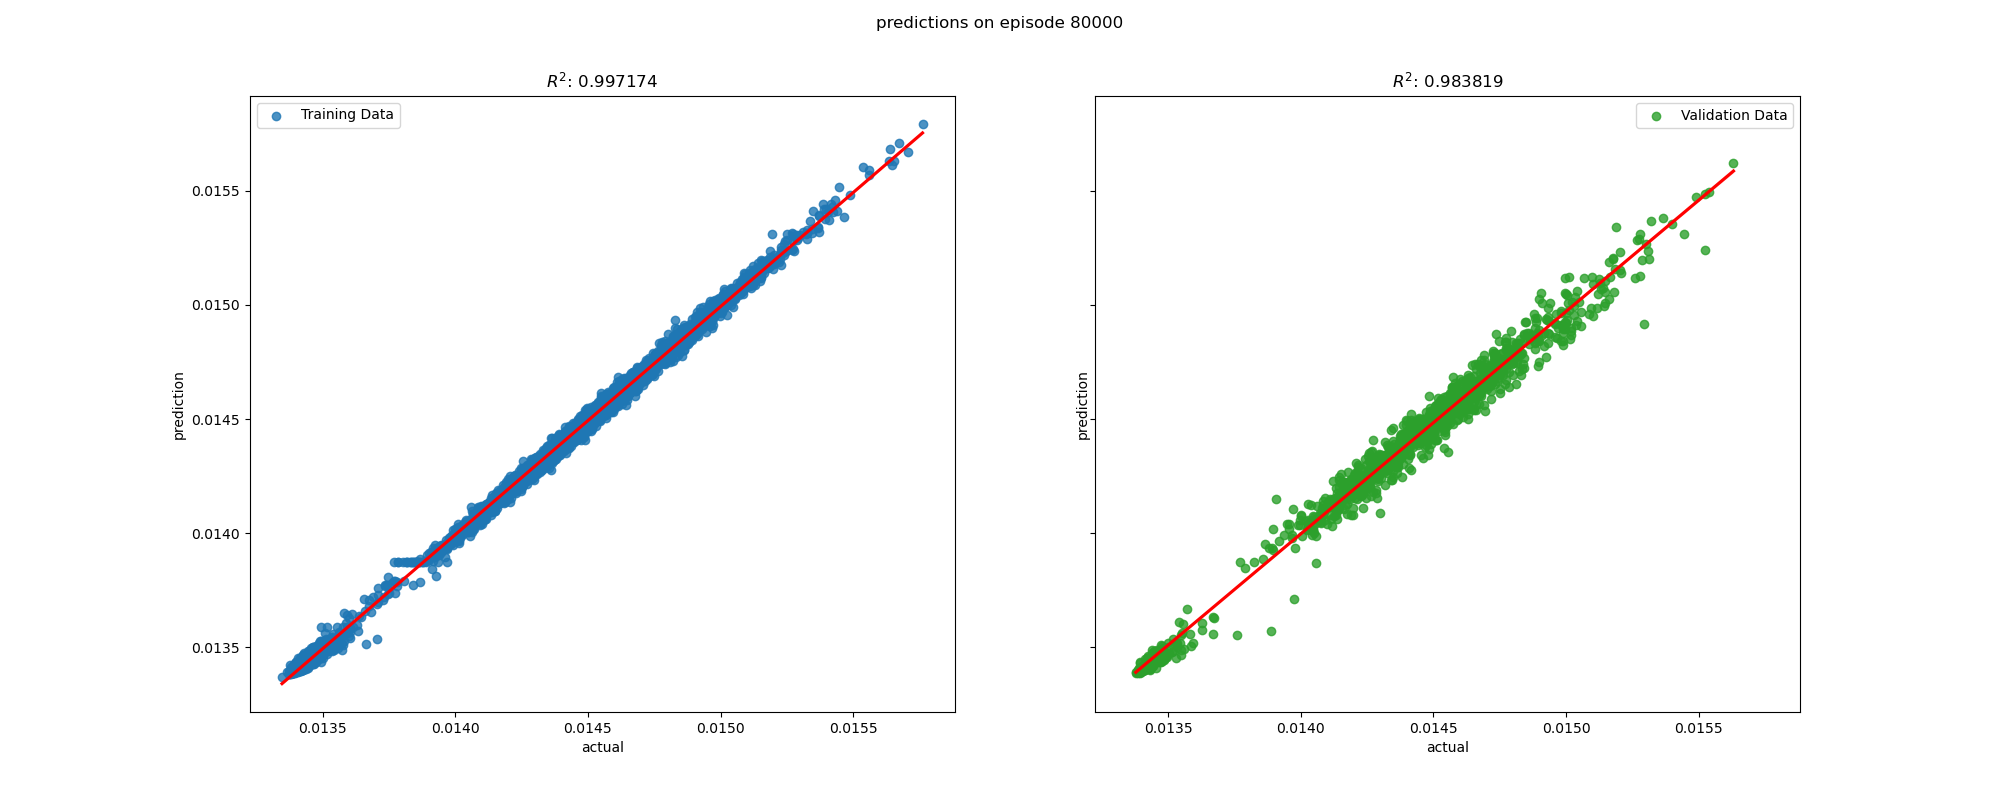 predictions on episode 80000
R²: 0.997174
Training Data
0.0155
0.0150
0.0145
0.0140
0.0135
prediction
0.0135 0.0140 0.0145 0.0150 0.0155
actual
R²: 0.983819
Validation Data
prediction
0.0135 0.0140 0.0145 0.0150 0.0155
actual